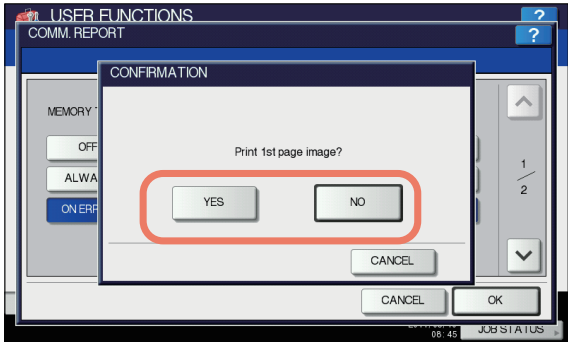 USER FUNCTIONS
?
COMM. REPORT
?
CONFIRMATION
MEMORY
OFF
Print 1st page image?
1
2
ALWA
YES
NO
ON ERR
CANCEL
CANCEL
OK
08:45
JOB STATUS